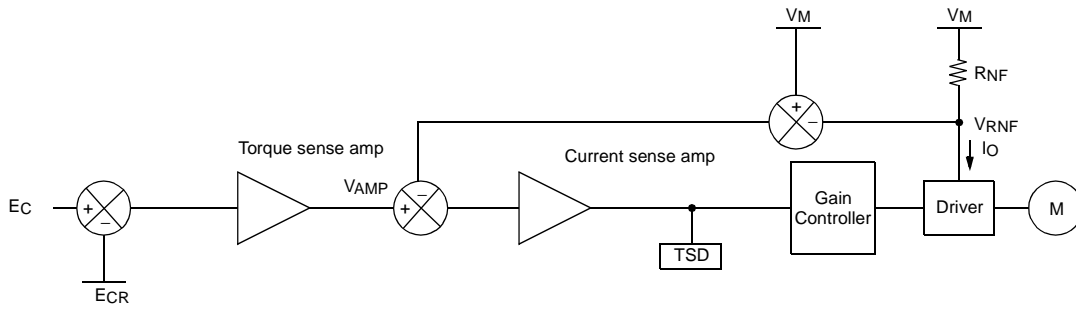 VM
VM
RNF
+
−
VRNF
IO
Torque sense amp
Current sense amp
VAMP
−
EC
+
−
+
Gain
Controller
Driver
M
TSD
ECR